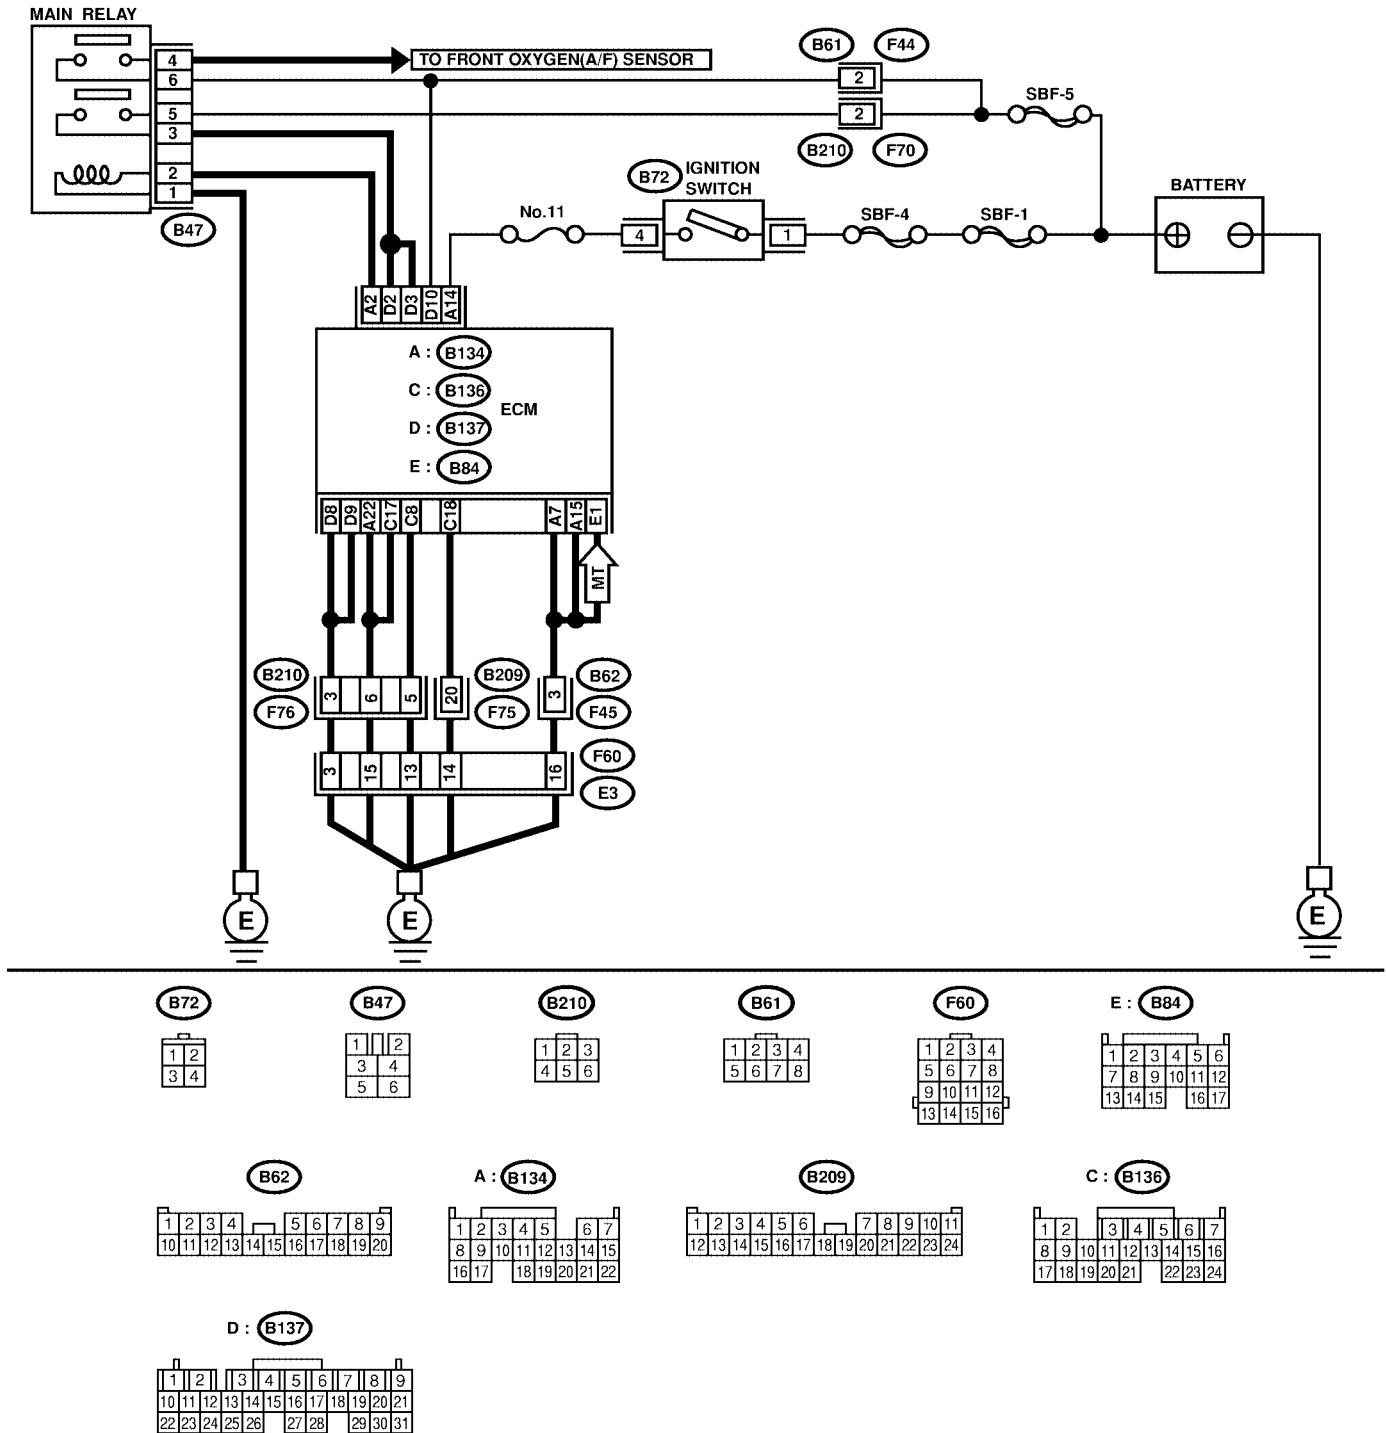 MAIN RELAY
4
TO FRONT OXYGEN(A/F) SENSOR
6
5
3
2
1
B47
B61
F44
2
2
B210
F70
SBF-5
B72
IGNITION
SWITCH
No.11
4
1
SBF-4
SBF-1
BATTERY
A2
D2
D3
D10
A14
A : B134
C : B136
D : B137
E : B84
ECM
D8
D9
A22
C17
C8
C18
A7
A15
E1
MT
B210
F76
3
6
5
20
B209
F75
3
B62
F45
3
15
13
14
16
F60
E3
E
E
E
B72
1 2
3 4
B47
1 2
3 4
5 6
B210
1 2 3
4 5 6
B61
1 2 3 4
5 6 7 8
F60
1 2 3 4
5 6 7 8
9 10 11 12
13 14 15 16
E : B84
1 2 3 4 5 6
7 8 9 10 11 12
13 14 15 16 17
B62
1 2 3 4 5 6 7 8 9
10 11 12 13 14 15 16 17 18 19 20
A : B134
1 2 3 4 5 6 7
8 9 10 11 12 13 14 15
16 17 18 19 20 21 22
B209
1 2 3 4 5 6 7 8 9 10 11
12 13 14 15 16 17 18 19 20 21 22 23 24
C : B136
1 2 3 4 5 6 7
8 9 10 11 12 13 14 15 16
17 18 19 20 21 22 23 24
D : B137
1 2 3 4 5 6 7 8 9
10 11 12 13 14 15 16 17 18 19 20 21
22 23 24 25 26 27 28 29 30 31